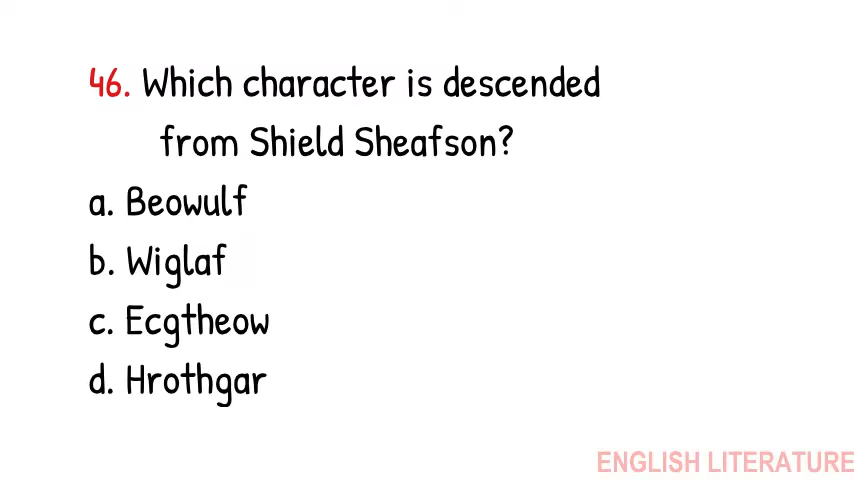 46. Which character is descended
from Shield Sheafson?
a. Beowulf
b. Wiglaf
c. Ecgtheow
d. Hrothgar
ENGLISH LITERATURE